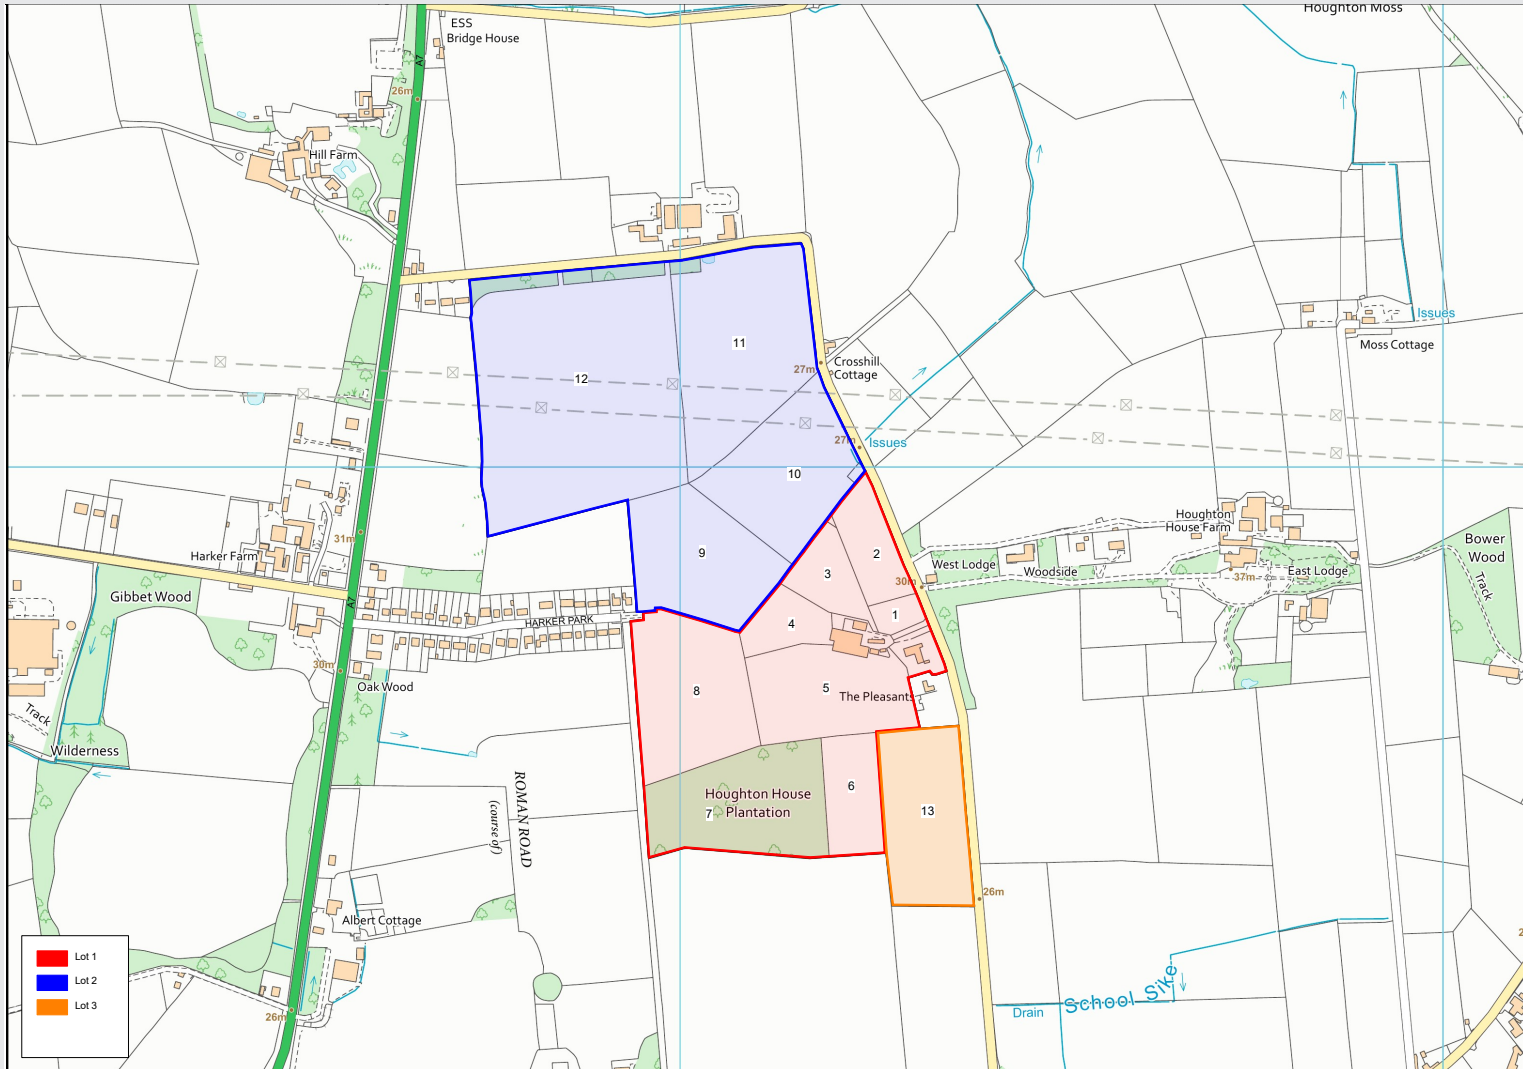 Houghton Moss
ESS
Bridge House
A7
26m
Hill Farm
Issues
Moss Cottage
11
Crosshill
Cottage
27m
12
27m
Issues
10
Houghton
House Farm
31m
Harker Farm
9
2
West Lodge
Woodside
East Lodge
37m
Bower
Wood
Track
3
30m
Gibbet Wood
A7
HARKER PARK
4
1
30m
Oak Wood
8
5
The Pleasants
Track
Wilderness
ROMAN ROAD
(course of)
Houghton House
Plantation
7
6
13
26m
Albert Cottage
Lot 1
Lot 2
Lot 3
School Sike
Drain
26m